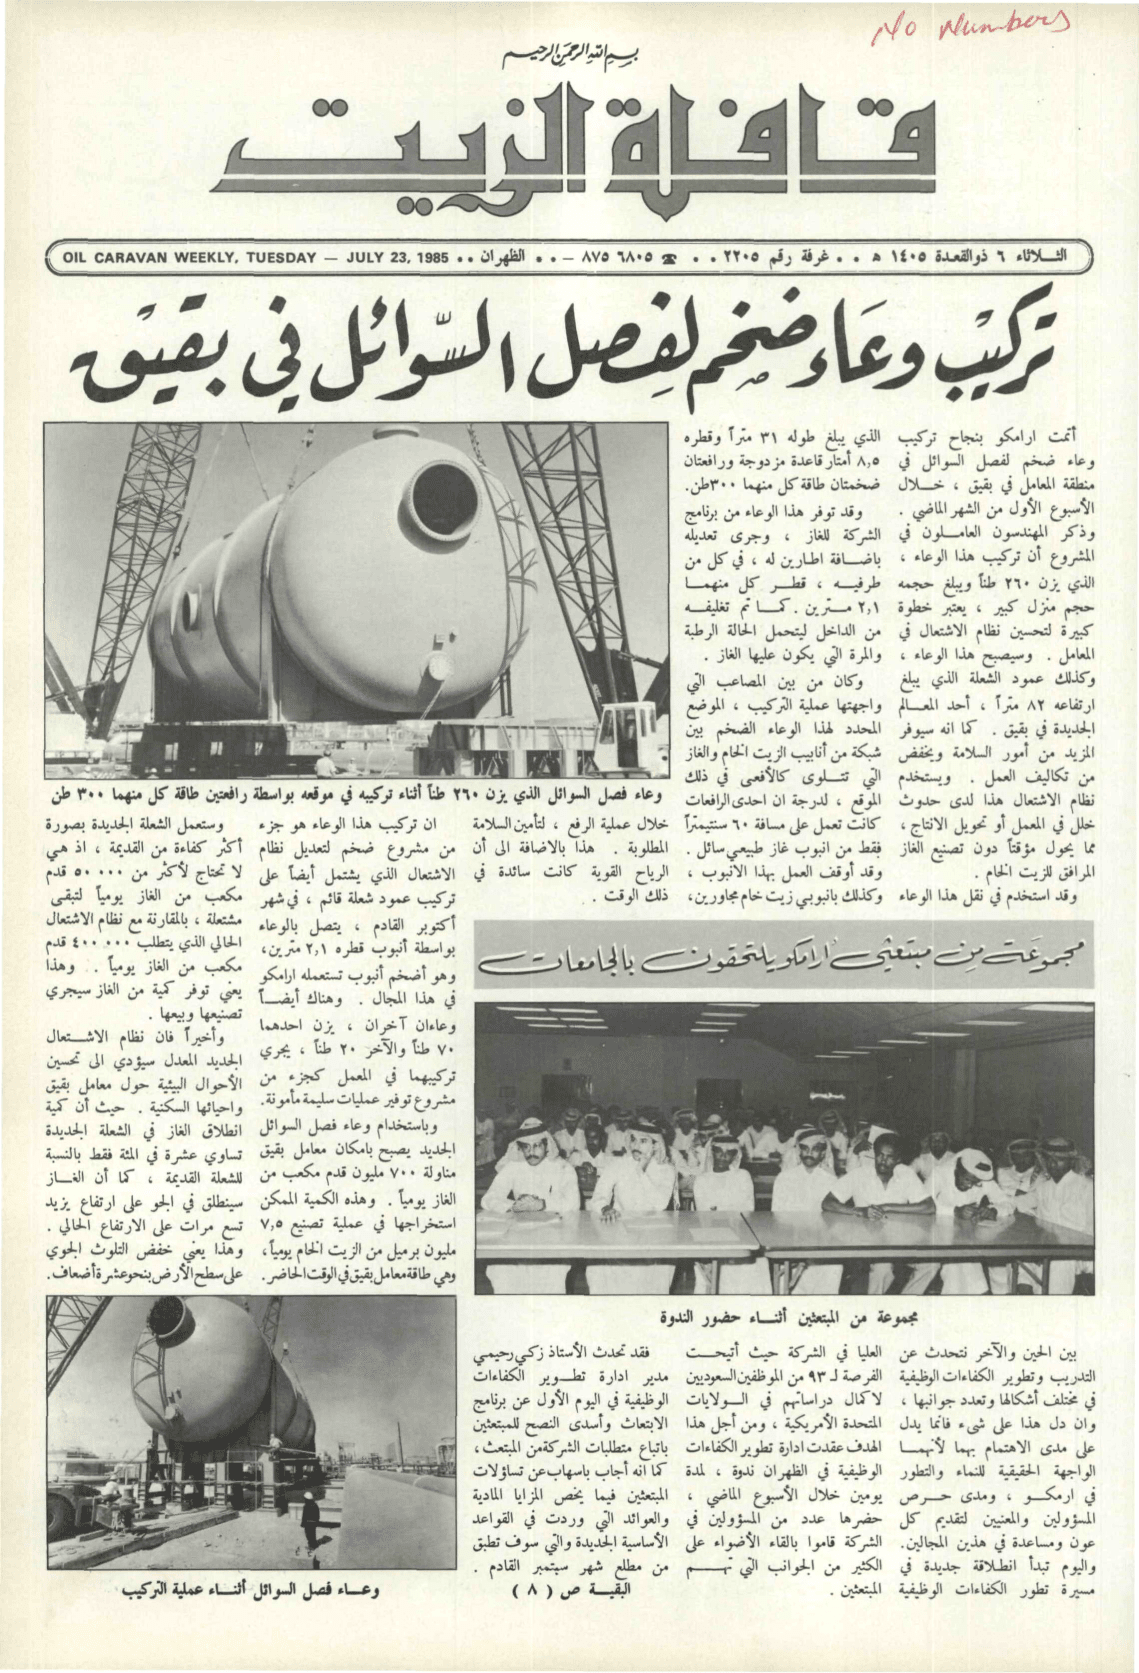 No Numbers
بسم الله الرحمن الرحيم
قافلة الزيت
الثلاثاء ٦ ذوالقعدة ١٤٠٥ هـ • • غرفة رقم ٢٢٠٥ • • ☎ ٨٧٥ ٦٨٠٥ — • • الظهران • • OIL CARAVAN WEEKLY, TUESDAY — JULY 23, 1985
تركيب وعاء ضخم لفصل السوائل في بقيق
أتمت ارامكو بنجاح تركيب
وعاء ضخم لفصل السوائل في
منطقة المعامل في بقيق ، خلال
الأسبوع الأول من الشهر الماضي .
وذكر المهندسون العاملون في
المشروع أن تركيب هذا الوعاء ،
الذي يزن ٢٦٠ طناً ويبلغ حجمه
حجم منزل كبير ، يعتبر خطوة
كبيرة لتحسين نظام الاشتعال في
المعامل . وسيصبح هذا الوعاء ،
وكذلك عمود الشعلة الذي يبلغ
ارتفاعه ٨٢ متراً ، أحد المعالم
الجديدة في بقيق . كما انه سيوفر
المزيد من أمور السلامة ويخفض
من تكاليف العمل . ويستخدم
نظام الاشتعال هذا لدى حدوث
خلل في المعمل أو تحويل الانتاج ،
مما يحول مؤقتاً دون تصنيع الغاز
المرافق للزيت الخام .
وقد استخدم في نقل هذا الوعاء
الذي يبلغ طوله ٣١ متراً وقطره
٨,٥ أمتار قاعدة مزدوجة ورافعتان
ضخمتان طاقة كل منهما ٣٠٠ طن.
وقد توفر هذا الوعاء من برنامج
الشركة للغاز ، وجرى تعديله
باضافة اطارين له ، في كل من
طرفيه ، قطر كل منهما
٢,١ مترين . كما تم تغليفه
من الداخل ليتحمل الحالة الرطبة
والمرة التي يكون عليها الغاز .
وكان من بين المصاعب التي
واجهتها عملية التركيب ، الموضع
المحدد لهذا الوعاء الضخم بين
شبكة من أنابيب الزيت الخام والغاز
التي تتلوى كالأفعى في ذلك
الموقع ، لدرجة ان احدى الرافعات
كانت تعمل على مسافة ٦٠ سنتيمتراً
فقط من انبوب غاز طبيعي سائل .
وقد أوقف العمل بهذا الانبوب ،
وكذلك بانبوبي زيت خام مجاورين،
وعاء فصل السوائل الذي يزن ٢٦٠ طناً أثناء تركيبه في موقعه بواسطة رافعتين طاقة كل منهما ٣٠٠ طن
خلال عملية الرفع ، لتأمين السلامة
المطلوبة . هذا بالاضافة الى أن
الرياح القوية كانت سائدة في
ذلك الوقت .
ان تركيب هذا الوعاء هو جزء
من مشروع ضخم لتعديل نظام
الاشتعال الذي يشتمل أيضاً على
تركيب عمود شعلة قائم ، في شهر
أكتوبر القادم ، يتصل بالوعاء
بواسطة أنبوب قطره ٢,١ مترين،
وهو أضخم أنبوب تستعمله ارامكو
في هذا المجال . وهناك أيضاً
وعاءان آخران ، يزن احدهما
٧٠ طناً والآخر ٢٠ طناً ، يجري
تركيبهما في المعمل كجزء من
مشروع توفير عمليات سليمة مأمونة.
وباستخدام وعاء فصل السوائل
الجديد يصبح بامكان معامل بقيق
مناولة ٧٠٠ مليون قدم مكعب من
الغاز يومياً . وهذه الكمية الممكن
استخراجها في عملية تصنيع ٧,٥
مليون برميل من الزيت الخام يومياً،
وهي طاقة معامل بقيق في الوقت الحاضر.
وستعمل الشعلة الجديدة بصورة
أكثر كفاءة من القديمة ، اذ هي
لا تحتاج لأكثر من ٥٠٠٠٠ قدم
مكعب من الغاز يومياً لتبقى
مشتعلة ، بالمقارنة مع نظام الاشتعال
الحالي الذي يتطلب ٤٠٠٠٠٠ قدم
مكعب من الغاز يومياً . وهذا
يعني توفر كمية من الغاز سيجري
تصنيعها وبيعها .
وأخيراً فان نظام الاشتعال
الجديد المعدل سيؤدي الى تحسين
الأحوال البيئية حول معامل بقيق
واحيائها السكنية . حيث أن كمية
انطلاق الغاز في الشعلة الجديدة
تساوي عشرة في المئة فقط بالنسبة
للشعلة القديمة ، كما أن الغاز
سينطلق في الجو على ارتفاع يزيد
تسع مرات على الارتفاع الحالي .
وهذا يعني خفض التلوث الجوي
على سطح الأرض بنحو عشرة أضعاف.
وعاء فصل السوائل أثناء عملية التركيب
مجموعة من مبتعثي أرامكو يلتحقون بالجامعات
مجموعة من المبتعثين أثناء حضور الندوة
بين الحين والآخر نتحدث عن
التدريب وتطوير الكفاءات الوظيفية
في مختلف أشكالها وتعدد جوانبها ،
وان دل هذا على شيء فانما يدل
على مدى الاهتمام بهما لأنهما
الواجهة الحقيقية للنماء والتطور
في ارمكو ، ومدى حرص
المسؤولين والمعنيين لتقديم كل
عون ومساعدة في هذين المجالين.
واليوم تبدأ انطلاقة جديدة في
مسيرة تطور الكفاءات الوظيفية
العليا في الشركة حيث أتيحت
الفرصة لـ ٩٣ من الموظفين السعوديين
لاكمال دراساتهم في الولايات
المتحدة الأمريكية ، ومن أجل هذا
الهدف عقدت ادارة تطوير الكفاءات
الوظيفية في الظهران ندوة ، لمدة
يومين خلال الأسبوع الماضي ،
حضرها عدد من المسؤولين في
الشركة قاموا بالقاء الأضواء على
الكثير من الجوانب التي تهم
المبتعثين .
فقد تحدث الأستاذ زكي رحيمي
مدير ادارة تطوير الكفاءات
الوظيفية في اليوم الأول عن برنامج
الابتعاث وأسدى النصح للمبتعثين
باتباع متطلبات الشركة من المبتعث،
كما انه أجاب باسهاب عن تساؤلات
المبتعثين فيما يخص المزايا المادية
والعوائد التي وردت في القواعد
الأساسية الجديدة والتي سوف تطبق
من مطلع شهر سبتمبر القادم .
البقية ص ( ٨ )